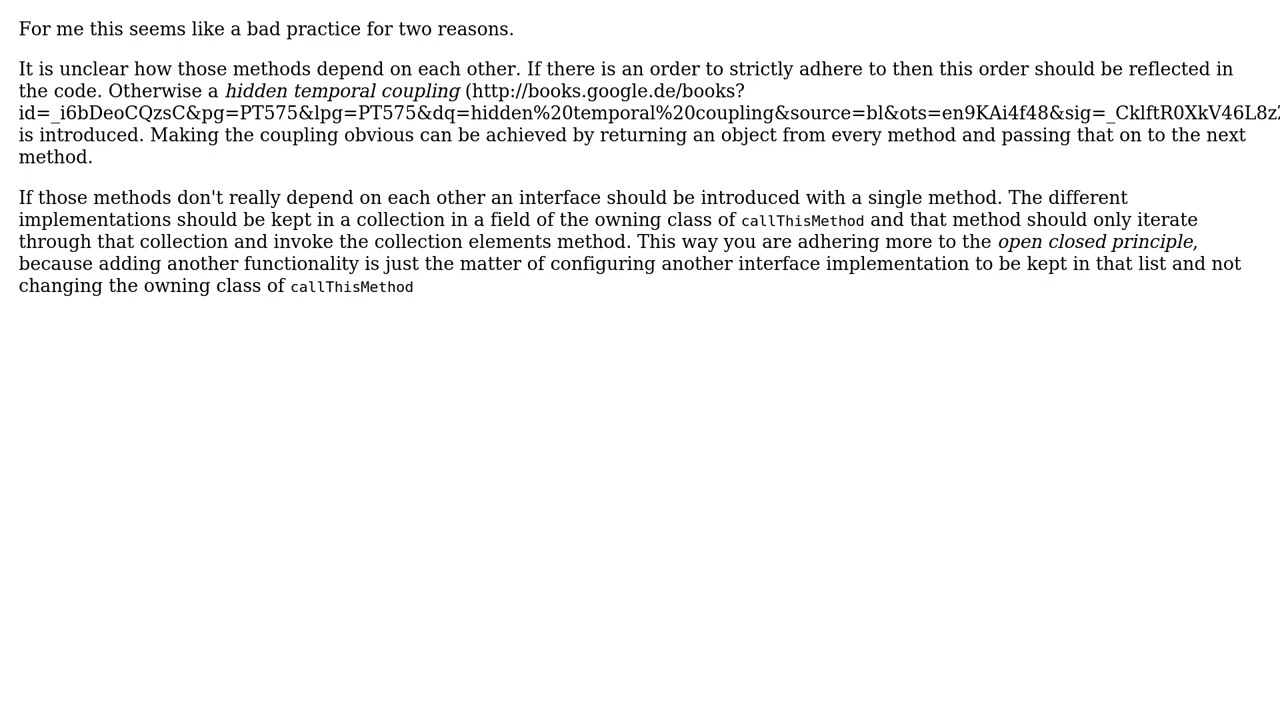 For me this seems like a bad practice for two reasons.
It is unclear how those methods depend on each other. If there is an order to strictly adhere to then this order should be reflected in
the code. Otherwise a hidden temporal coupling (http://books.google.de/books?
id=_i6bDeoCQzsC&pg=PT575&lpg=PT575&dq=hidden%20temporal%20coupling&source=bl&ots=en9KAi4f48&sig=_CklftR0XkV46L8z
is introduced. Making the coupling obvious can be achieved by returning an object from every method and passing that on to the next
method.
If those methods don't really depend on each other an interface should be introduced with a single method. The different
implementations should be kept in a collection in a field of the owning class of callThisMethod and that method should only iterate
through that collection and invoke the collection elements method. This way you are adhering more to the open closed principle,
because adding another functionality is just the matter of configuring another interface implementation to be kept in that list and not
changing the owning class of callThisMethod